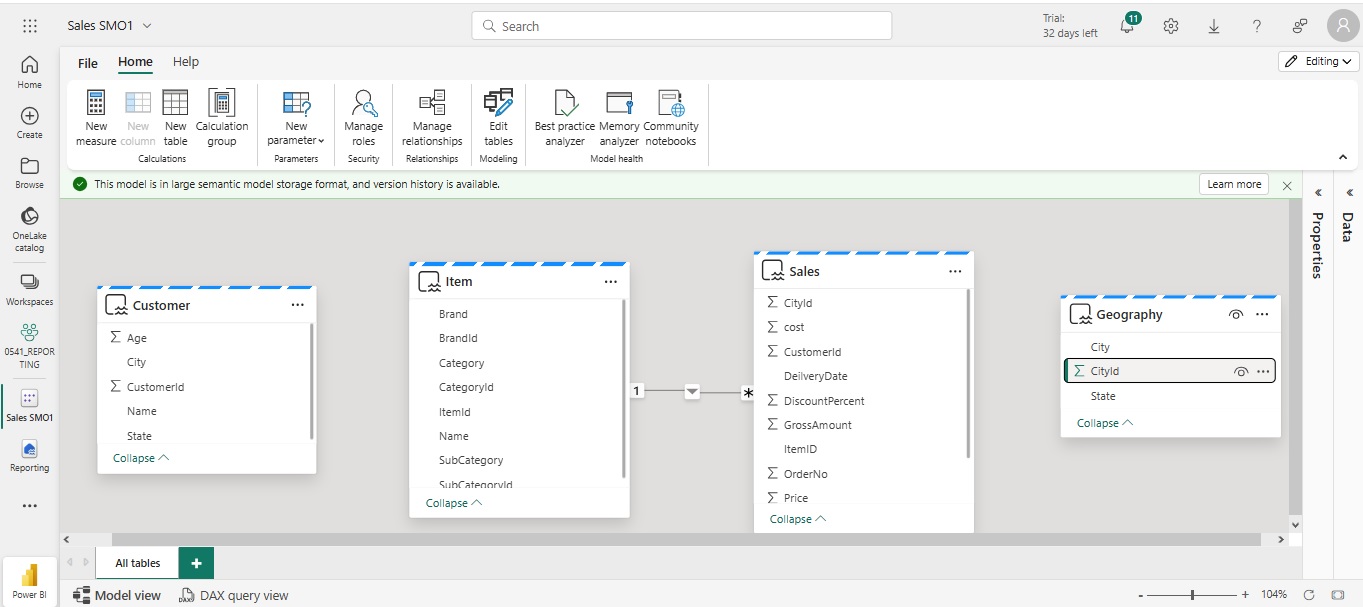 Sales SMO1
Search
Trial:
32 days left
11
File
Home
Help
Editing
New
measure
New
column
New
table
Calculation
group
Calculations
New
parameter
Parameters
Manage
roles
Security
Manage
relationships
Relationships
Edit
tables
Modeling
Best practice
analyzer
Memory
analyzer
Community
notebooks
Model health
This model is in large semantic model storage format, and version history is available.
Learn more
Home
Create
Browse
OneLake
catalog
Workspaces
0541_REPOR
TING
Sales SMO1
Reporting
Power BI
Customer
Age
City
CustomerId
Name
State
Collapse
Item
Brand
BrandId
Category
CategoryId
ItemId
Name
SubCategory
SubCategoryId
Collapse
1
*
Sales
CityId
cost
CustomerId
DeilveryDate
DiscountPercent
GrossAmount
ItemID
OrderNo
Price
Collapse
Geography
City
CityId
State
Collapse
Properties
Data
All tables
+
Model view
DAX query view
- + 104%